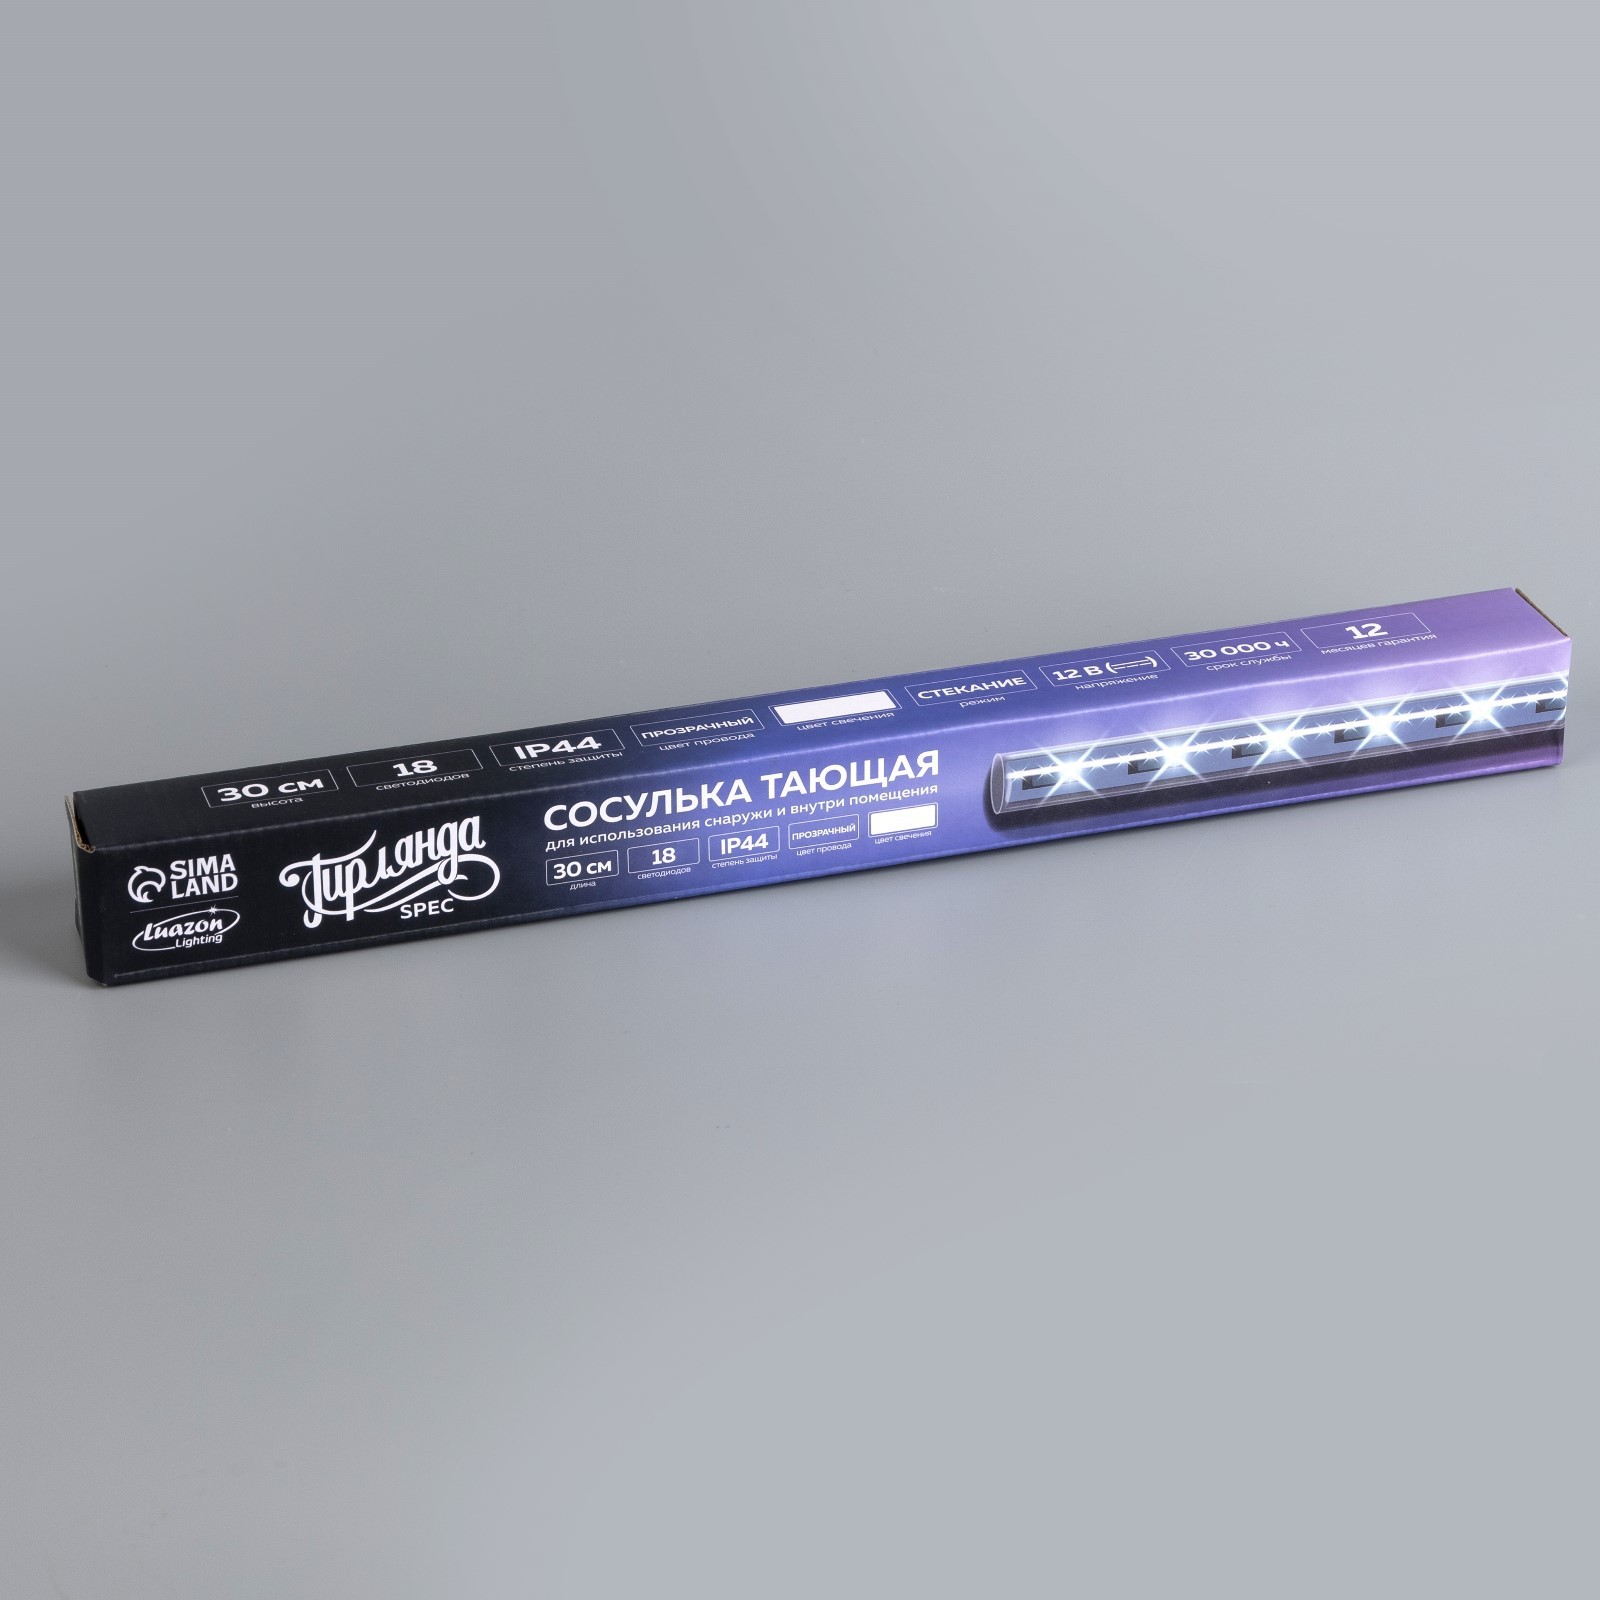 30 см
высота
18
светодиодов
IP44
степень защиты
ПРОЗРАЧНЫЙ
цвет провода
цвет свечения
СТЕКАНИЕ
режим
12 В (⎓)
напряжение
30 000 ч
срок службы
12
месяцев гарантия
SIMA
LAND
Luazon
Lighting
Гирлянда
SPEC
СОСУЛЬКА ТАЮЩАЯ
для использования снаружи и внутри помещения
30 см
длина
18
светодиодов
IP44
степень защиты
ПРОЗРАЧНЫЙ
цвет провода
цвет свечения